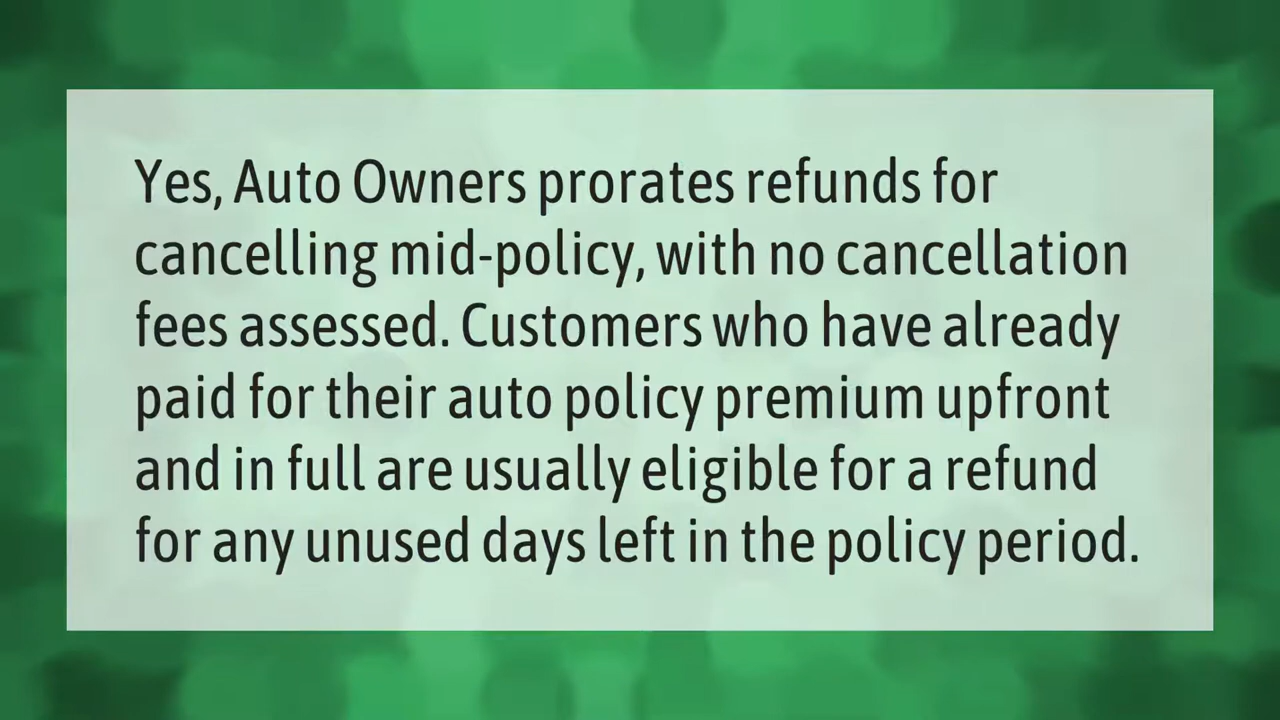 Yes, Auto Owners prorates refunds for
cancelling mid-policy, with no cancellation
fees assessed. Customers who have already
paid for their auto policy premium upfront
and in full are usually eligible for a refund
for any unused days left in the policy period.